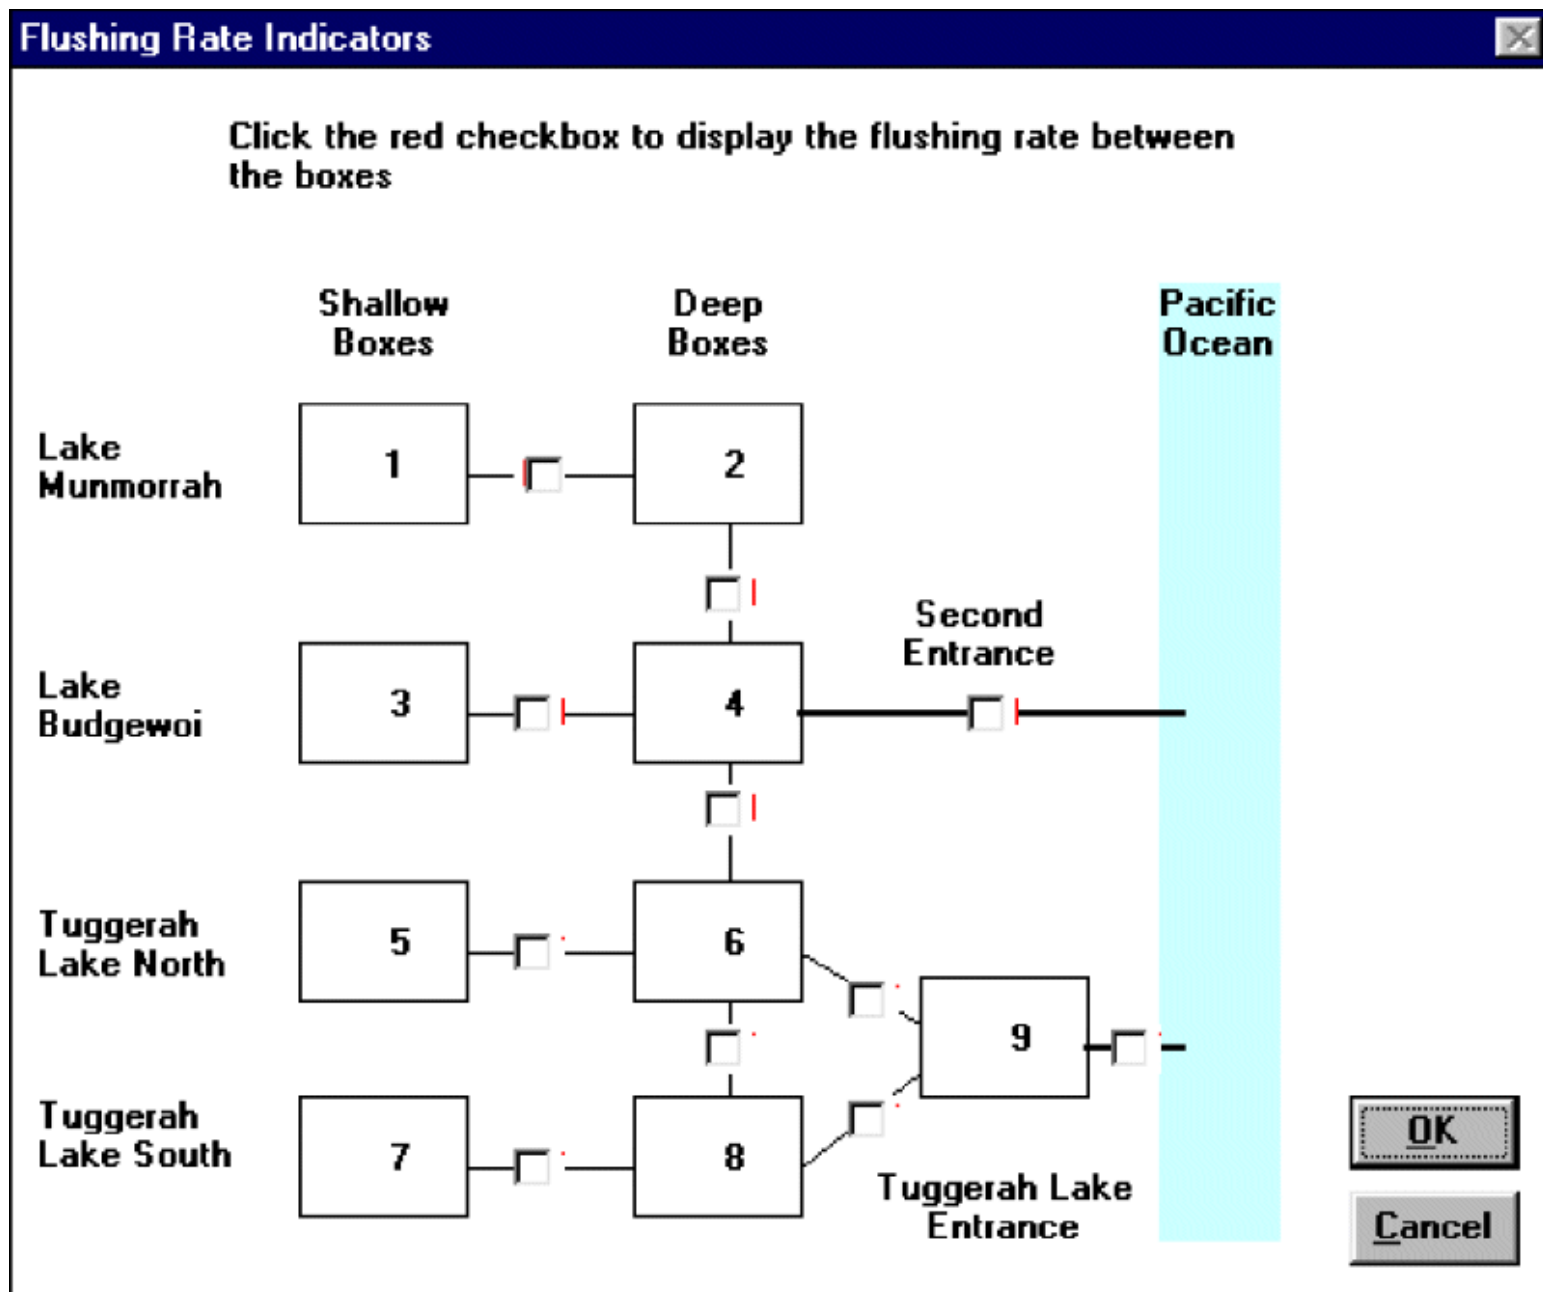 Flushing Rate Indicators
Click the red checkbox to display the flushing rate between
the boxes
Shallow
Boxes
Deep
Boxes
Pacific
Ocean
Lake
Munmorrah
1
2
Second
Entrance
Lake
Budgewoi
3
4
Tuggerah
Lake North
5
6
9
Tuggerah
Lake South
7
8
Tuggerah Lake
Entrance
OK
Cancel